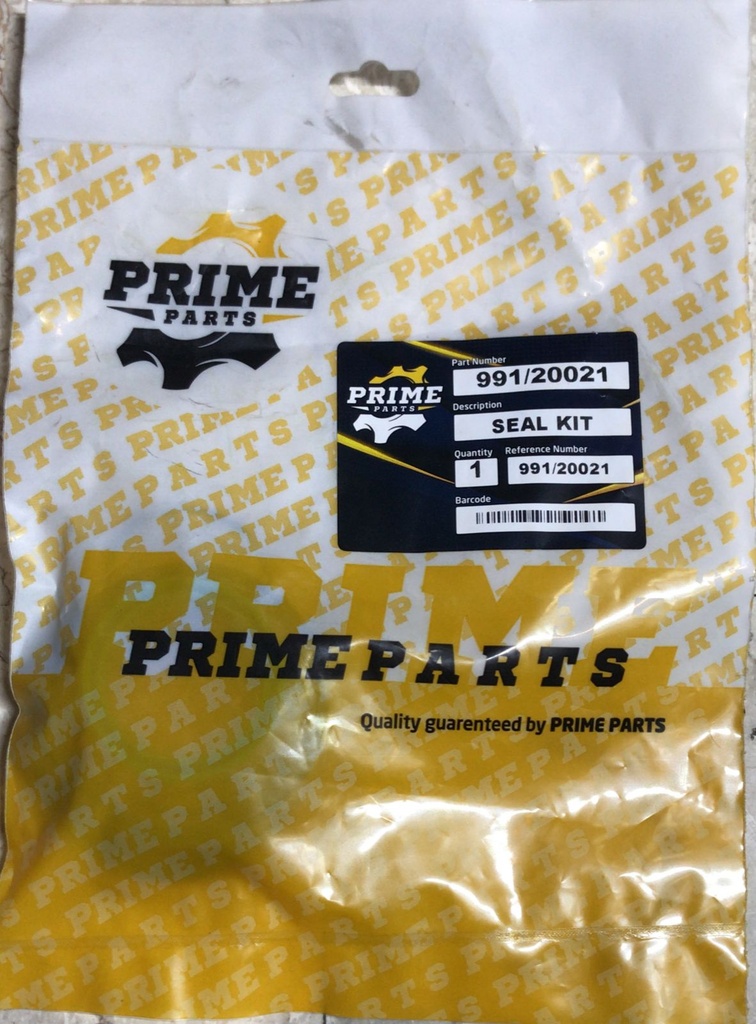 PRIME
PARTS
Part Number
991/20021
PRIME
PARTS
Description
SEAL KIT
Quantity
Reference Number
1
991/20021
Barcode
PRIME
PRIMEPARTS
Quality guarenteed by PRIME PARTS